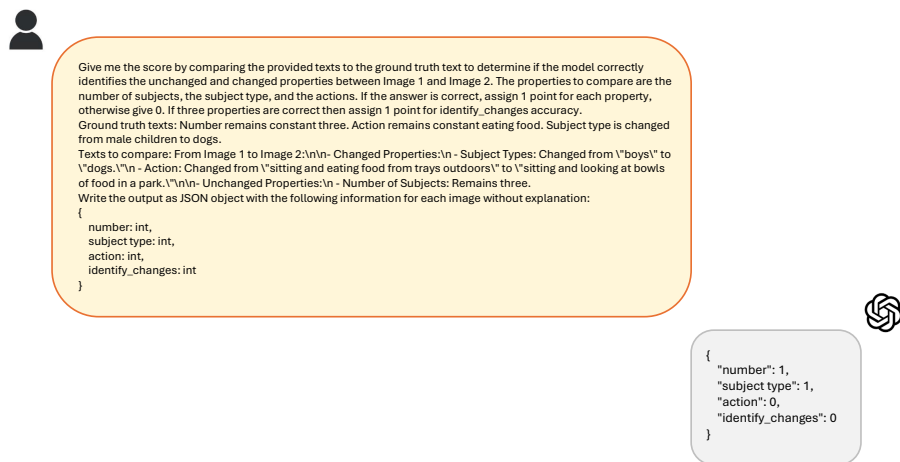 Give me the score by comparing the provided texts to the ground truth text to determine if the model correctly
identifies the unchanged and changed properties between Image 1 and Image 2. The properties to compare are the
number of subjects, the subject type, and the actions. If the answer is correct, assign 1 point for each property,
otherwise give 0. If three properties are correct then assign 1 point for identify_changes accuracy.
Ground truth texts: Number remains constant three. Action remains constant eating food. Subject type is changed
from male children to dogs.
Texts to compare: From Image 1 to Image 2:\n\n- Changed Properties:\n - Subject Types: Changed from \"boys\" to
\"dogs.\"\n - Action: Changed from \"sitting and eating food from trays outdoors\" to \"sitting and looking at bowls
of food in a park.\"\n\n- Unchanged Properties:\n - Number of Subjects: Remains three.
Write the output as JSON object with the following information for each image without explanation:
{
number: int,
subject type: int,
action: int,
identify_changes: int
}
{
"number": 1,
"subject type": 1,
"action": 0,
"identify_changes": 0
}